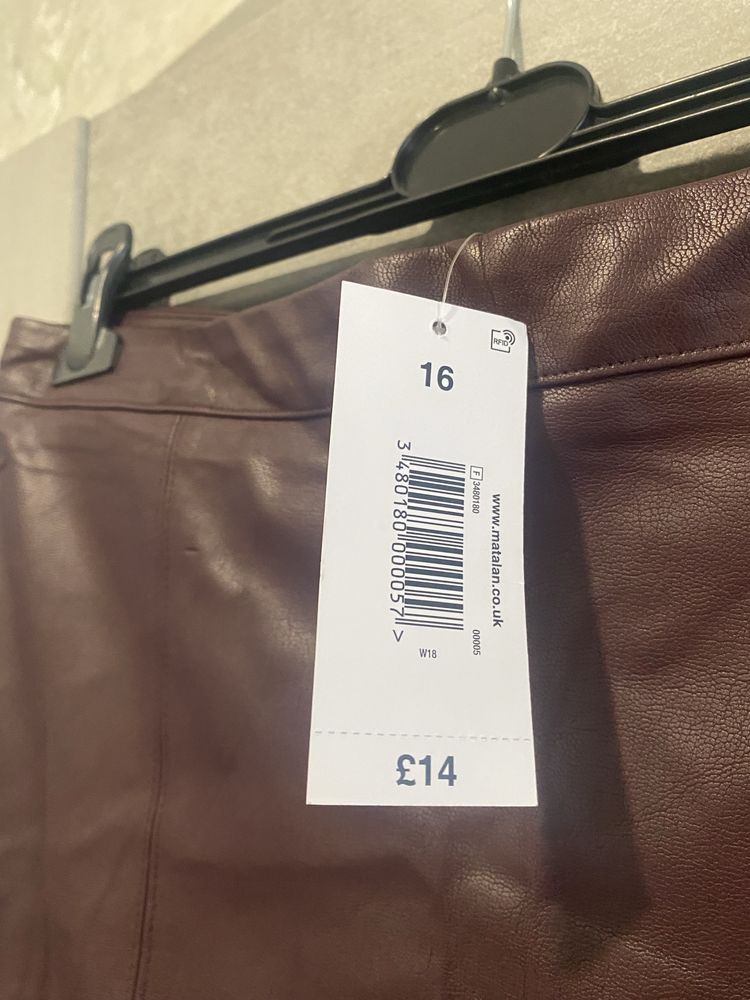 RFID
16
www.matalan.co.uk
F 3480180
00005
3 480180 000057 >
W18
£14